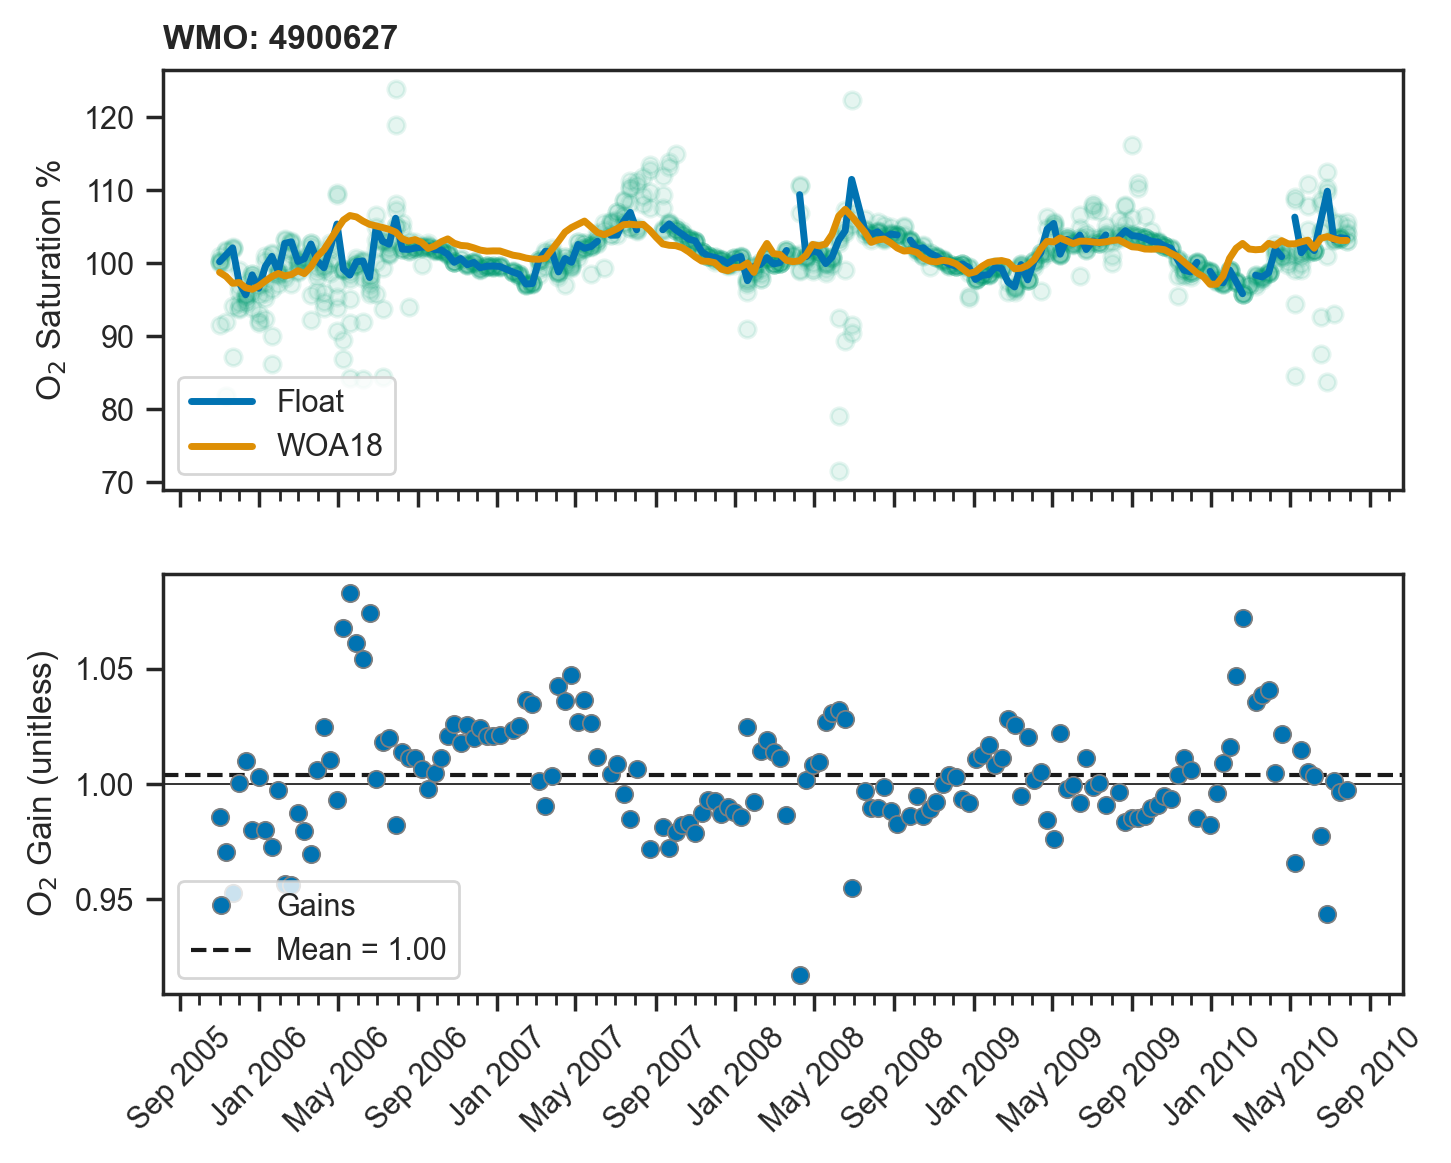 WMO: 4900627
O2 Saturation %
120
110
100
90
80
70
Float
WOA18
O2 Gain (unitless)
1.05
1.00
0.95
Gains
Mean = 1.00
Sep 2005
Jan 2006
May 2006
Sep 2006
Jan 2007
May 2007
Sep 2007
Jan 2008
May 2008
Sep 2008
Jan 2009
May 2009
Sep 2009
Jan 2010
May 2010
Sep 2010